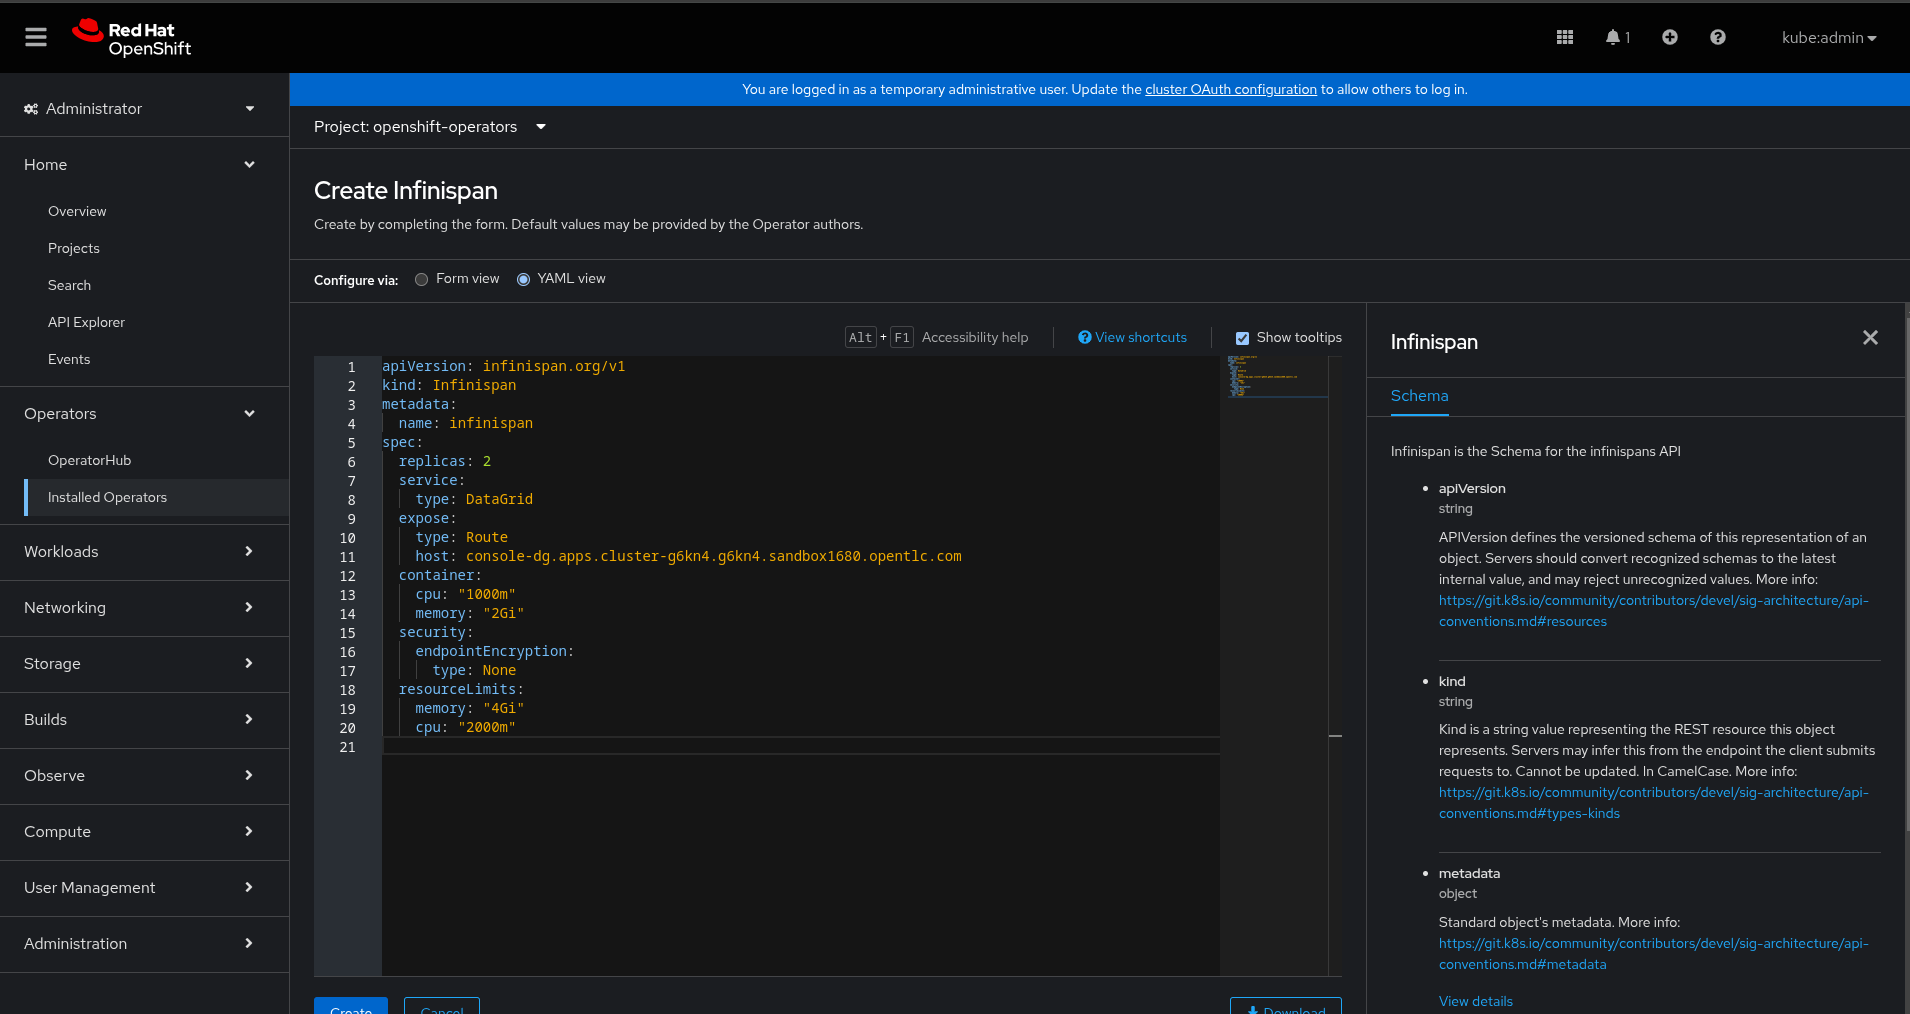 Red Hat
OpenShift
1
kube:admin
You are logged in as a temporary administrative user. Update the cluster OAuth configuration to allow others to log in.
Administrator
Home
Overview
Projects
Search
API Explorer
Events
Operators
OperatorHub
Installed Operators
Workloads
Networking
Storage
Builds
Observe
Compute
User Management
Administration
Project: openshift-operators
Create Infinispan
Create by completing the form. Default values may be provided by the Operator authors.
Configure via: Form view YAML view
Alt + F1 Accessibility help View shortcuts Show tooltips
1 apiVersion: infinispan.org/v1
2 kind: Infinispan
3 metadata:
4 name: infinispan
5 spec:
6 replicas: 2
7 service:
8 type: DataGrid
9 expose:
10 type: Route
11 host: console-dg.apps.cluster-g6kn4.g6kn4.sandbox1680.opentlc.com
12 container:
13 cpu: "1000m"
14 memory: "2Gi"
15 security:
16 endpointEncryption:
17 type: None
18 resourceLimits:
19 memory: "4Gi"
20 cpu: "2000m"
21
Create Cancel Download
Infinispan
Schema
Infinispan is the Schema for the infinispans API
• apiVersion
string
APIVersion defines the versioned schema of this representation of an
object. Servers should convert recognized schemas to the latest
internal value, and may reject unrecognized values. More info:
https://git.k8s.io/community/contributors/devel/sig-architecture/api-
conventions.md#resources
• kind
string
Kind is a string value representing the REST resource this object
represents. Servers may infer this from the endpoint the client submits
requests to. Cannot be updated. In CamelCase. More info:
https://git.k8s.io/community/contributors/devel/sig-architecture/api-
conventions.md#types-kinds
• metadata
object
Standard object's metadata. More info:
https://git.k8s.io/community/contributors/devel/sig-architecture/api-
conventions.md#metadata
View details